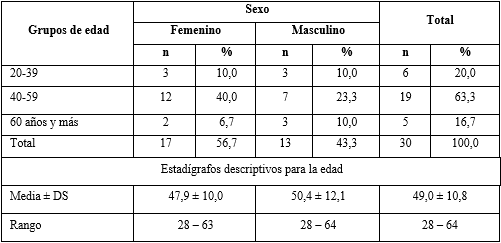 Grupos de edad Sexo Total
Femenino Masculino
n % n % n %
20-39 3 10,0 3 10,0 6 20,0
40-59 12 40,0 7 23,3 19 63,3
60 años y más 2 6,7 3 10,0 5 16,7
Total 17 56,7 13 43,3 30 100,0
Estadígrafos descriptivos para la edad
Media ± DS 47,9 ± 10,0 50,4 ± 12,1 49,0 ± 10,8
Rango 28 – 63 28 – 64 28 – 64